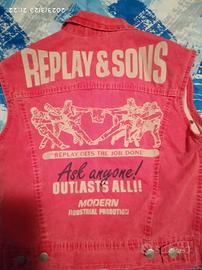 REPLAY & SONS
"REPLAY GETS THE JOB DONE"
Ask anyone!
OUTLASTS ALL!!
MODERN
INDUSTRIAL PRODUCTION